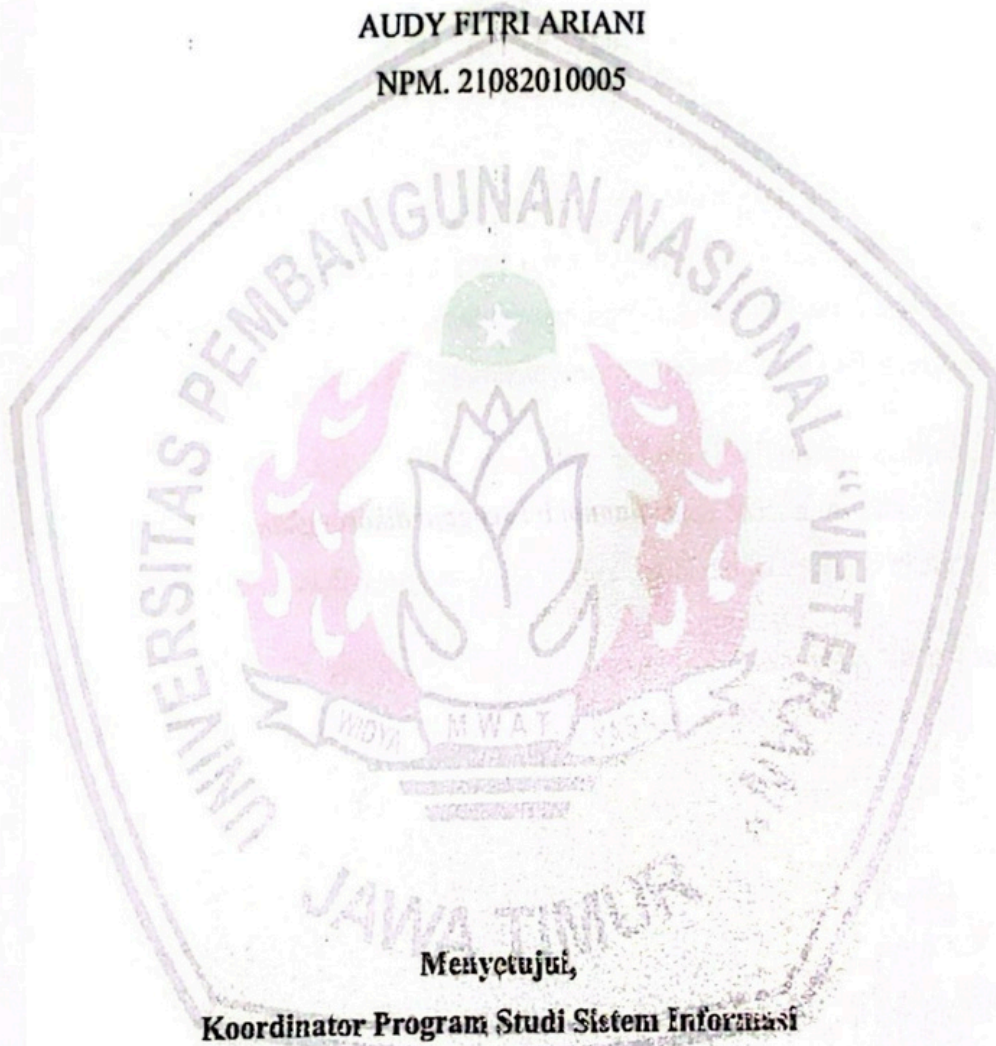 AUDY FITRI ARIANI
NPM. 21082010005
UNIVERSITAS PEMBANGUNAN NASIONAL "VETERAN"
WIDYA MWAT YASA
JAWA TIMUR
Menyetujui,
Koordinator Program Studi Sistem Informasi